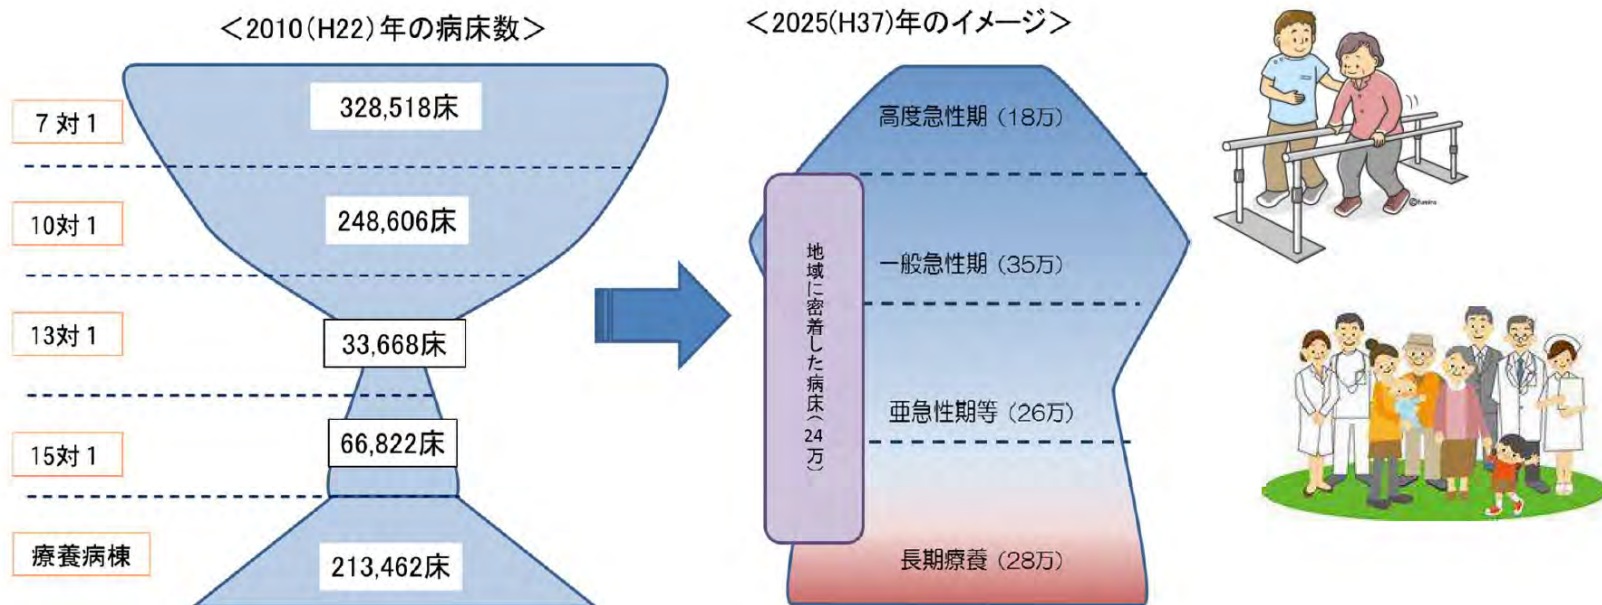 ＜2010(H22)年の病床数＞
7対1
328,518床
10対1
248,606床
13対1
33,668床
15対1
66,822床
療養病棟
213,462床
＜2025(H37)年のイメージ＞
高度急性期（18万）
一般急性期（35万）
亜急性期等（26万）
長期療養（28万）
地域に密着した病床（24万）